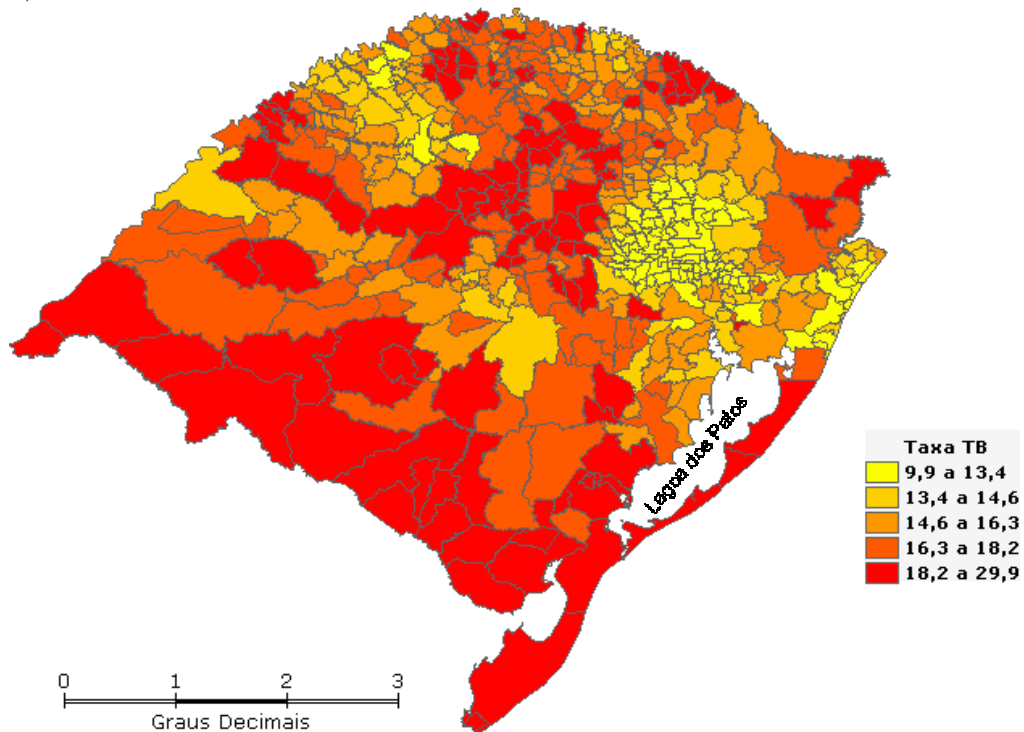 Lagoa dos Patos
Taxa TB
9,9 a 13,4
13,4 a 14,6
14,6 a 16,3
16,3 a 18,2
18,2 a 29,9
0 1 2 3
Graus Decimais